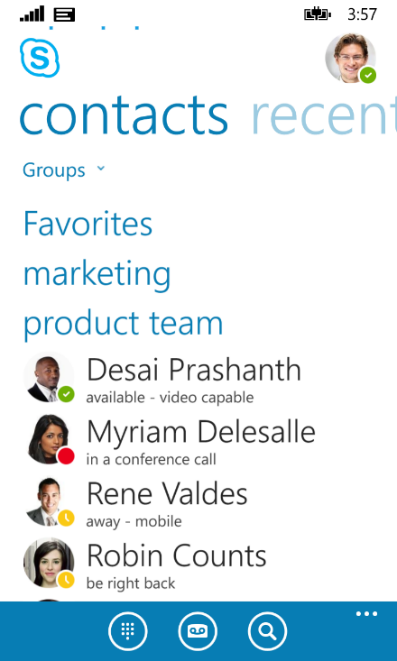 3:57
S
contacts recent
Groups
Favorites
marketing
product team
Desai Prashanth
available - video capable
Myriam Delesalle
in a conference call
Rene Valdes
away - mobile
Robin Counts
be right back